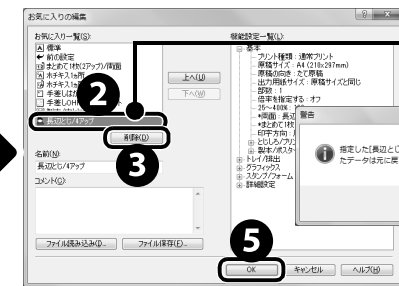 お気に入りの編集
お気に入り一覧(S):
標準
前の設定
まとめて1枚(2アップ)/両面
ホチキス1ヵ所
ホチキス2ヵ所
手差しは
手差しOH
長辺とじ/4アップ
2
削除(D)
3
名前(N):
長辺とじ/4アップ
コメント(C):
ファイル読み込み(I)...
ファイル保存(F)...
上へ(U)
下へ(W)
機能設定一覧(L):
基本
プリント種類 : 通常プリント
原稿サイズ : A4 (210x297mm)
原稿の向き : たて原稿
出力用紙サイズ : 原稿サイズと同じ
部数 : 1
倍率を指定する : オフ
25～400%
*両面 : 長辺
*まとめて1枚
印字方向 :
とじしろ/プリ
製本/ポスタ
トレイ/排出
グラフィックス
スタンプ/フォーム
詳細設定
警告
指定した[長辺とじ
たデータは元に戻
5
OK
キャンセル
ヘルプ(H)